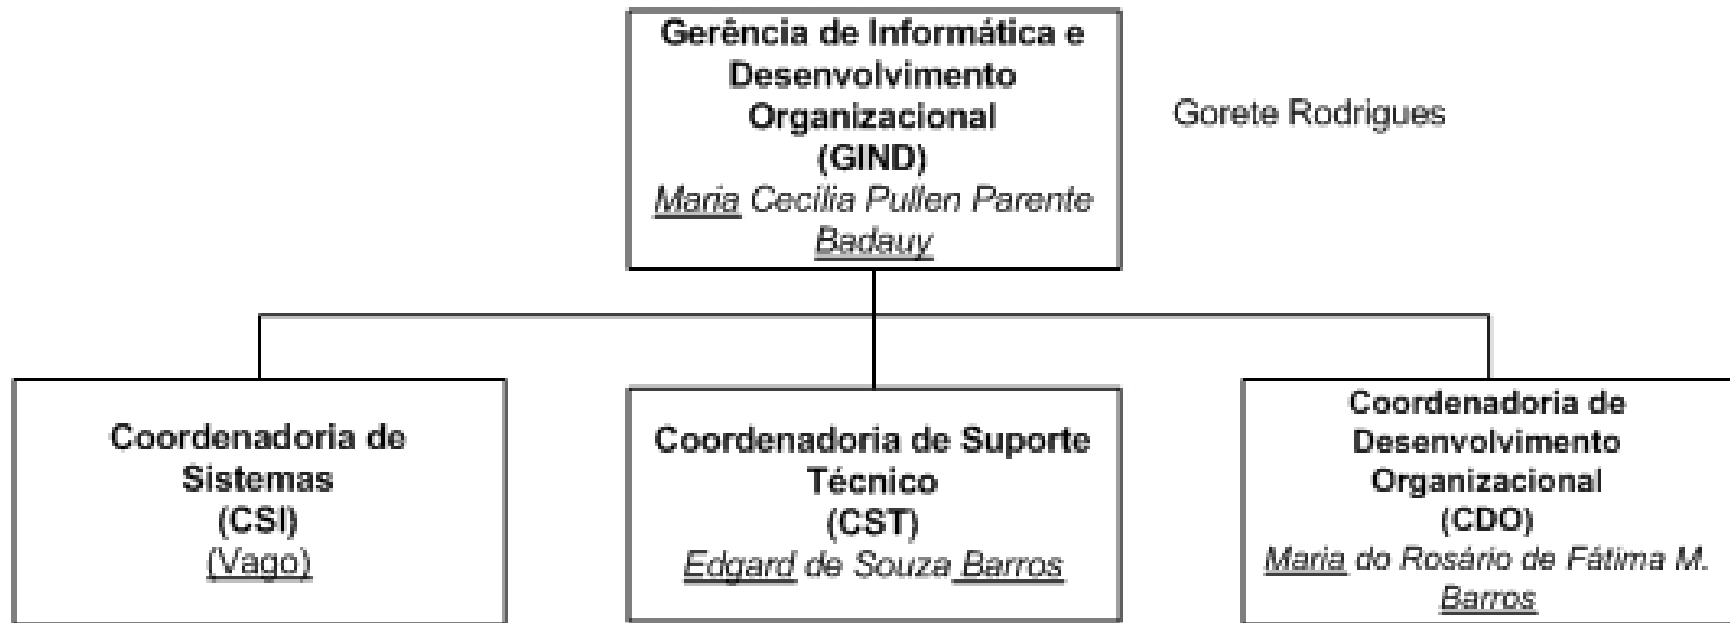 Gerência de Informática e
Desenvolvimento
Organizacional
(GIND)
Maria Cecília Pullen Parente
Badauy
Gorete Rodrigues
Coordenadoria de
Sistemas
(CSI)
(Vago)
Coordenadoria de Suporte
Técnico
(CST)
Edgard de Souza Barros
Coordenadoria de
Desenvolvimento
Organizacional
(CDO)
Maria do Rosário de Fátima M.
Barros